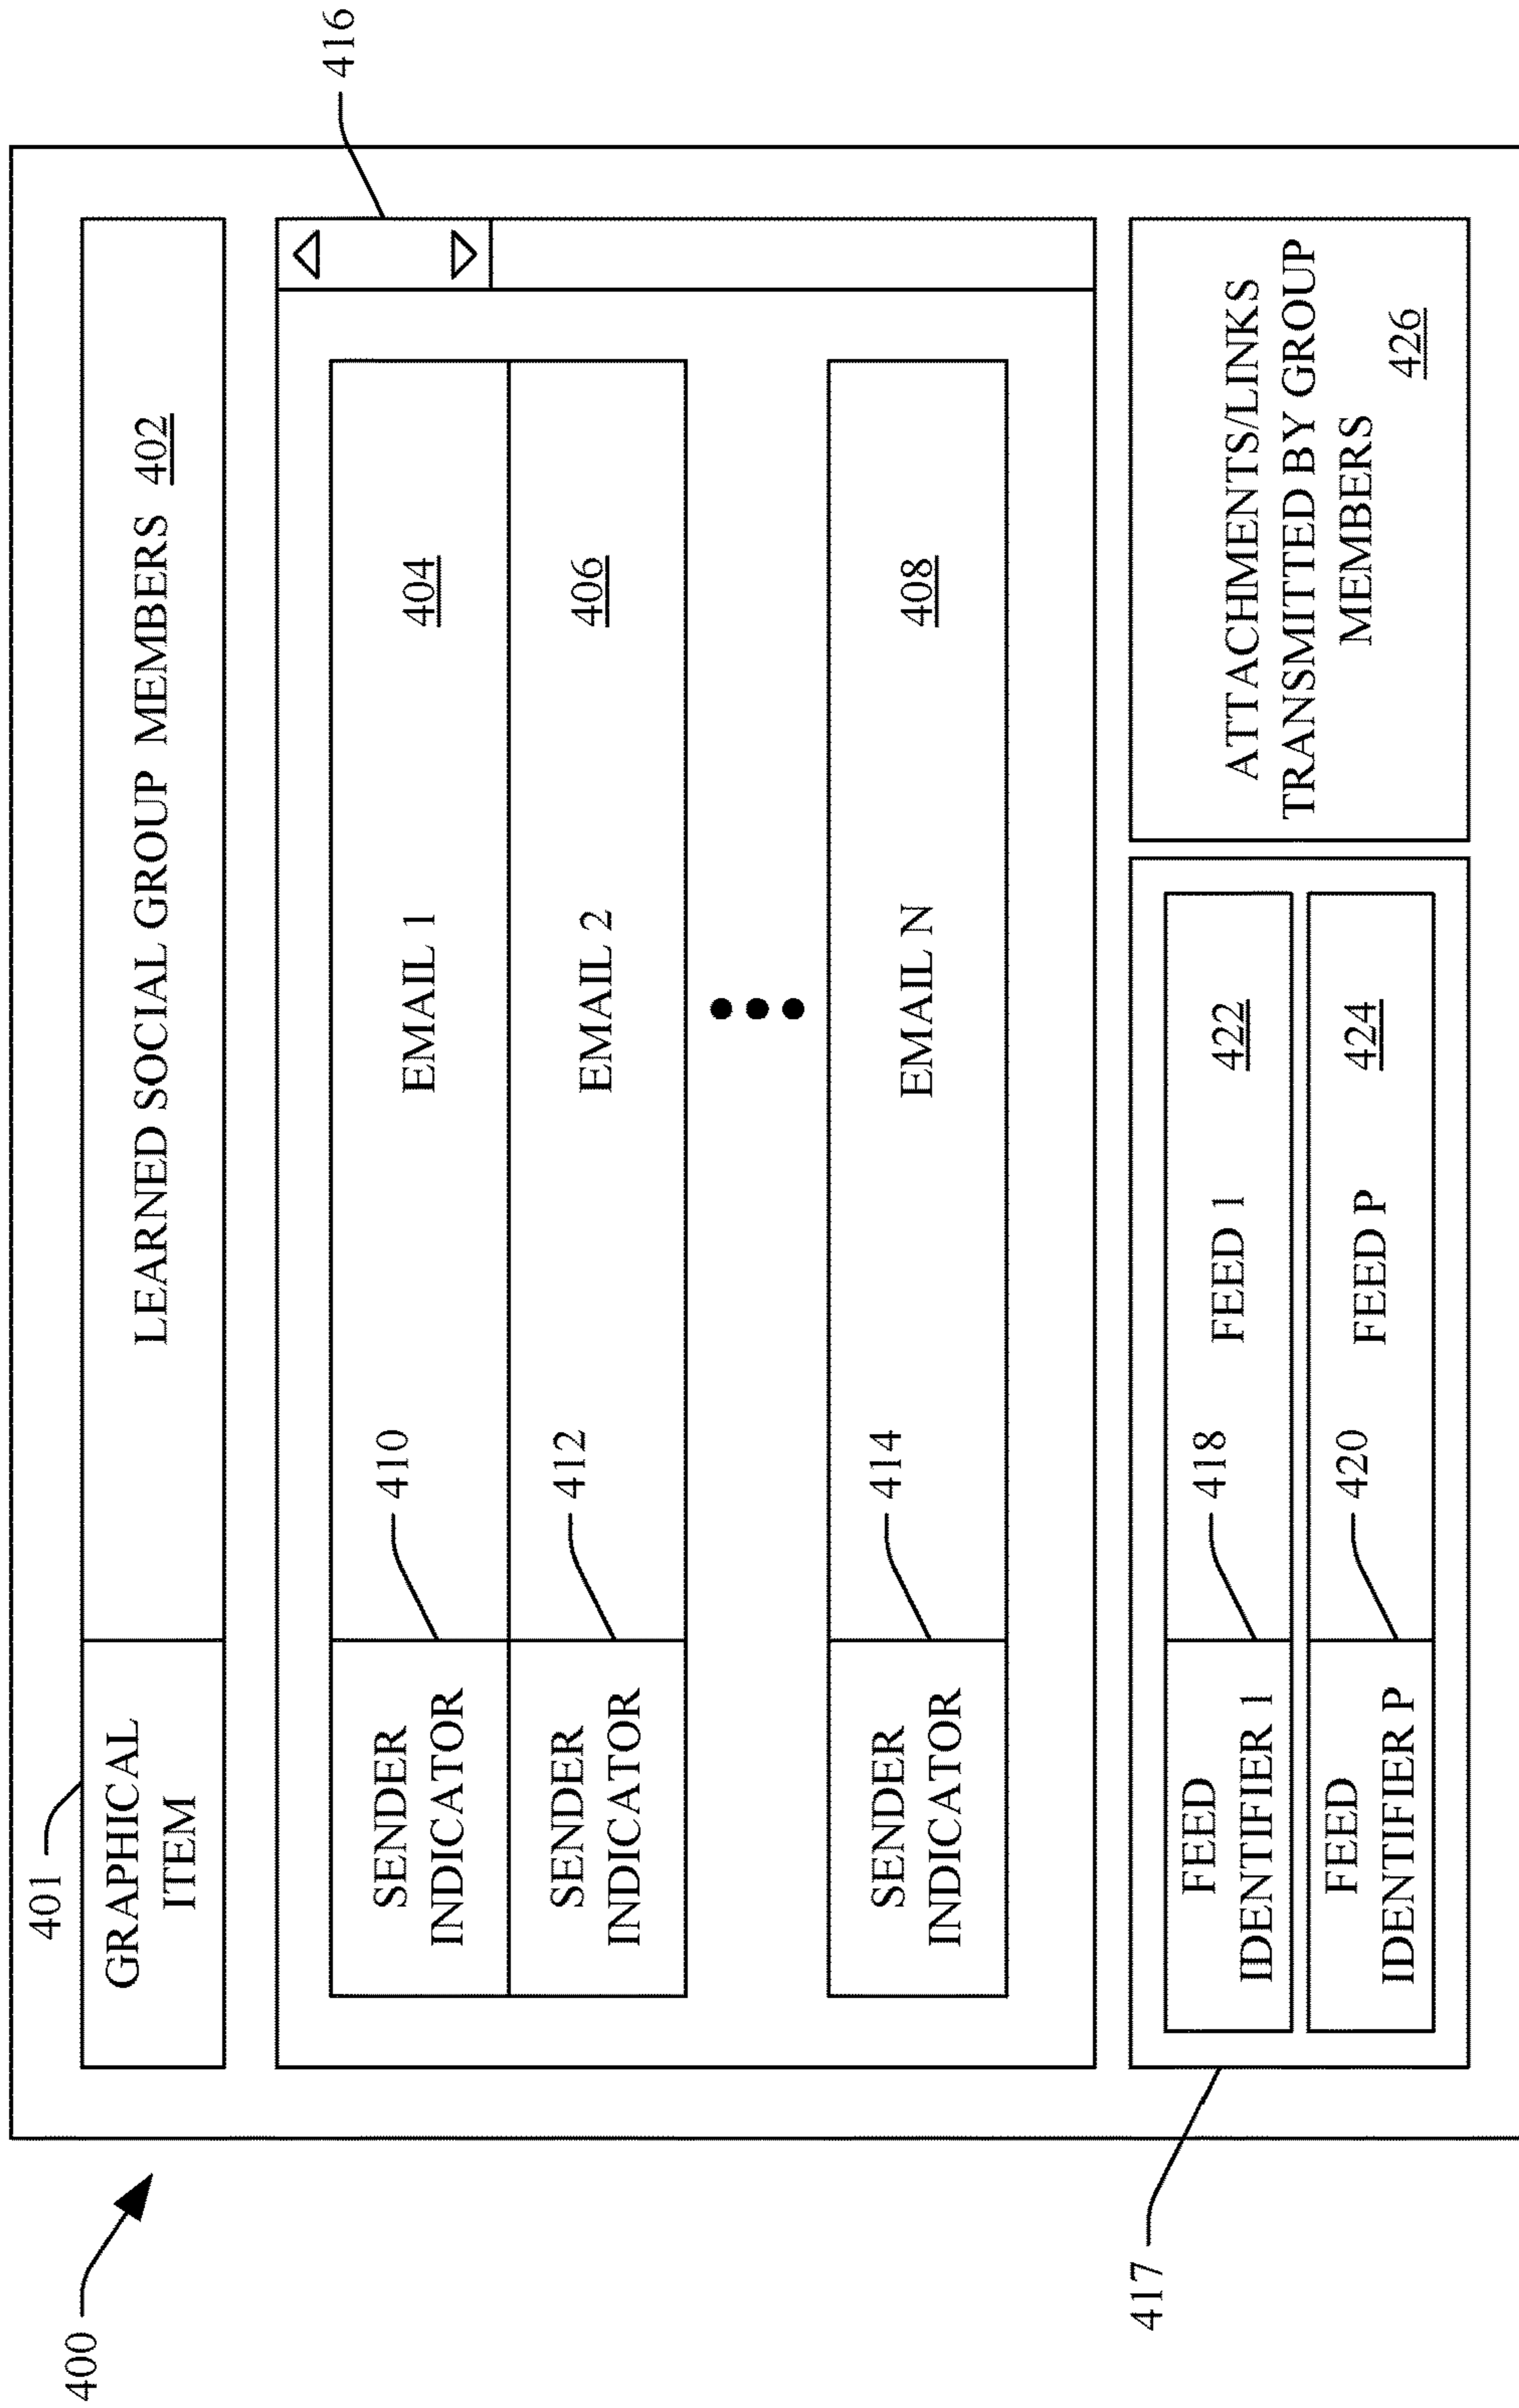 400
401
GRAPHICAL
ITEM
LEARNED SOCIAL GROUP MEMBERS 402
416
SENDER
INDICATOR
410
EMAIL 1
404
SENDER
INDICATOR
412
EMAIL 2
406
SENDER
INDICATOR
414
EMAIL N
408
417
FEED
IDENTIFIER 1
418
FEED 1
422
FEED
IDENTIFIER P
420
FEED P
424
ATTACHMENTS/LINKS
TRANSMITTED BY GROUP
MEMBERS
426